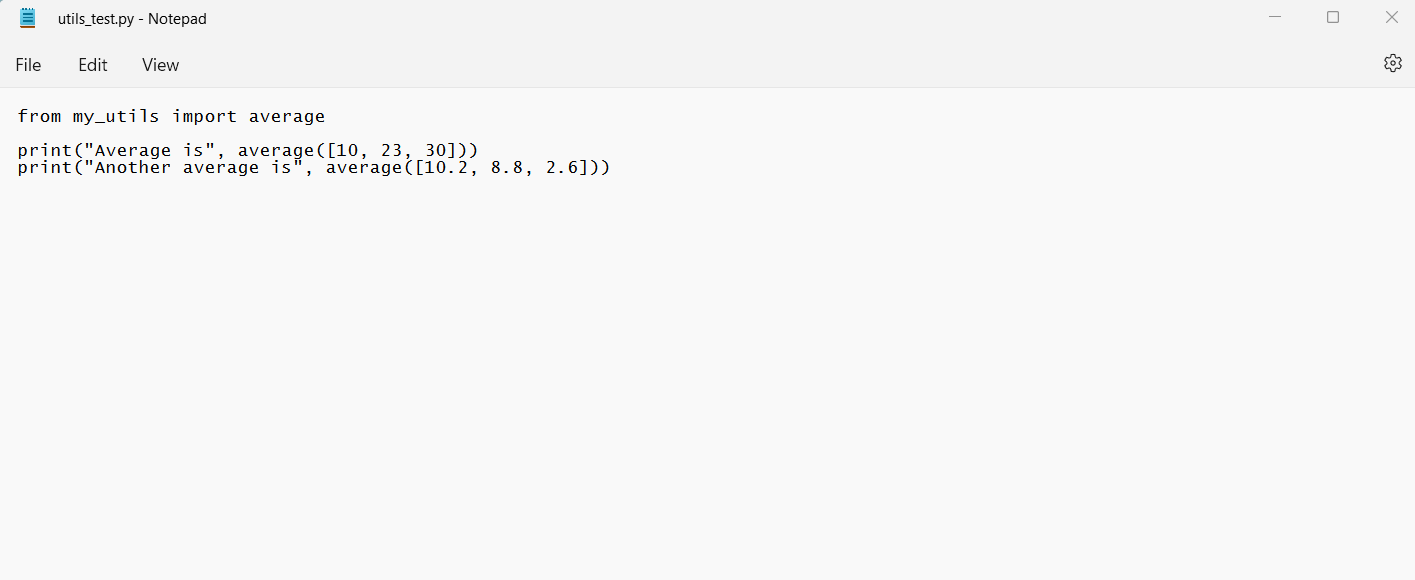 utils_test.py - Notepad
File Edit View
from my_utils import average
print("Average is", average([10, 23, 30]))
print("Another average is", average([10.2, 8.8, 2.6]))